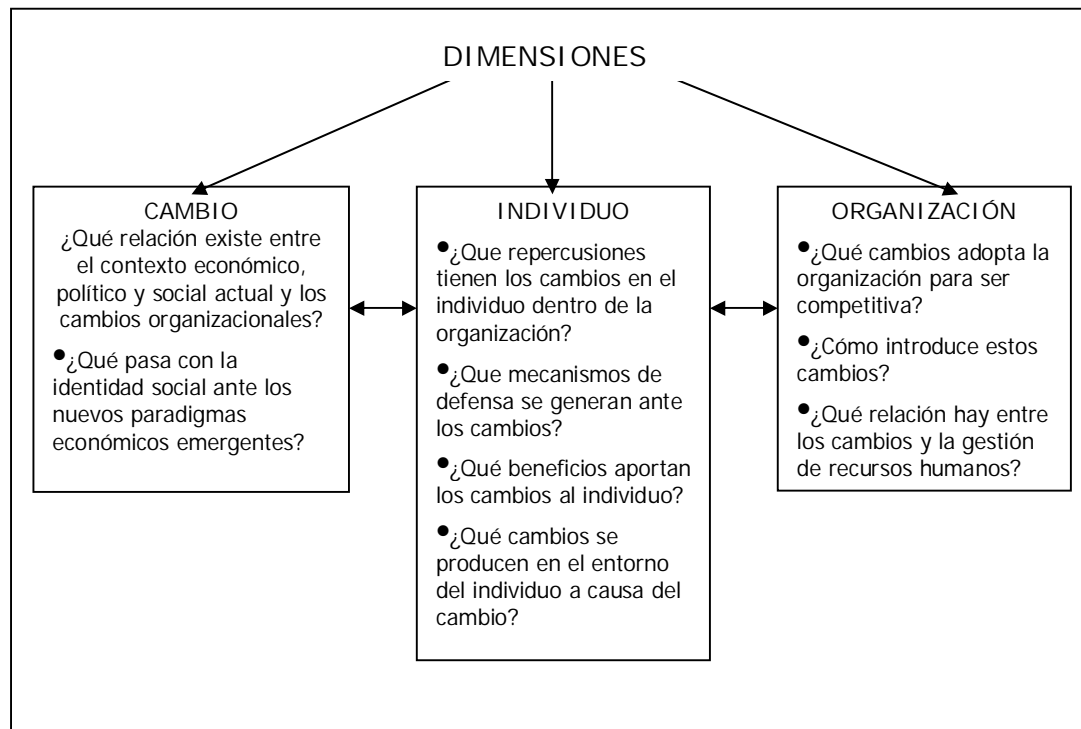 DIMENSIONES
CAMBIO
¿Qué relación existe entre
el contexto económico,
político y social actual y los
cambios organizacionales?
•¿Qué pasa con la
identidad social ante los
nuevos paradigmas
económicos emergentes?
INDIVIDUO
•¿Que repercusiones
tienen los cambios en el
individuo dentro de la
organización?
•¿Que mecanismos de
defensa se generan ante
los cambios?
•¿Qué beneficios aportan
los cambios al individuo?
•¿Qué cambios se
producen en el entorno
del individuo a causa del
cambio?
ORGANIZACIÓN
•¿Qué cambios adopta la
organización para ser
competitiva?
•¿Cómo introduce estos
cambios?
•¿Qué relación hay entre
los cambios y la gestión
de recursos humanos?